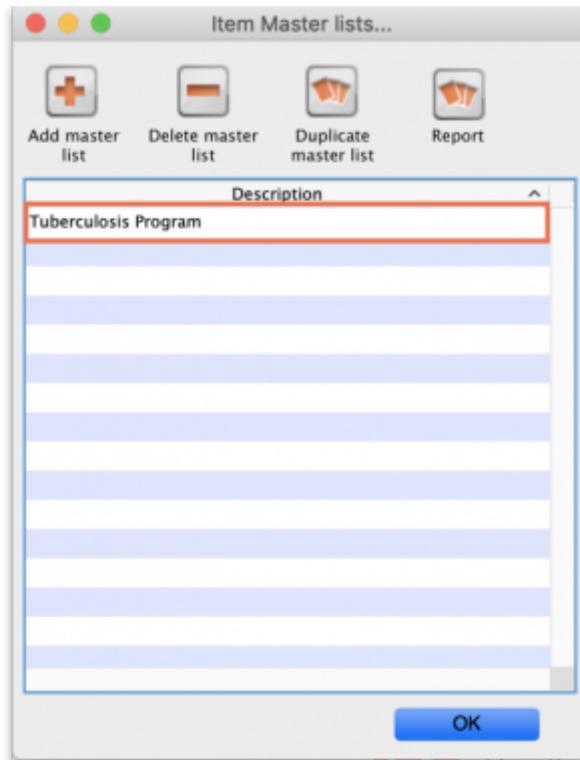 Item Master lists...
Add master
list
Delete master
list
Duplicate
master list
Report
Description
Tuberculosis Program
OK